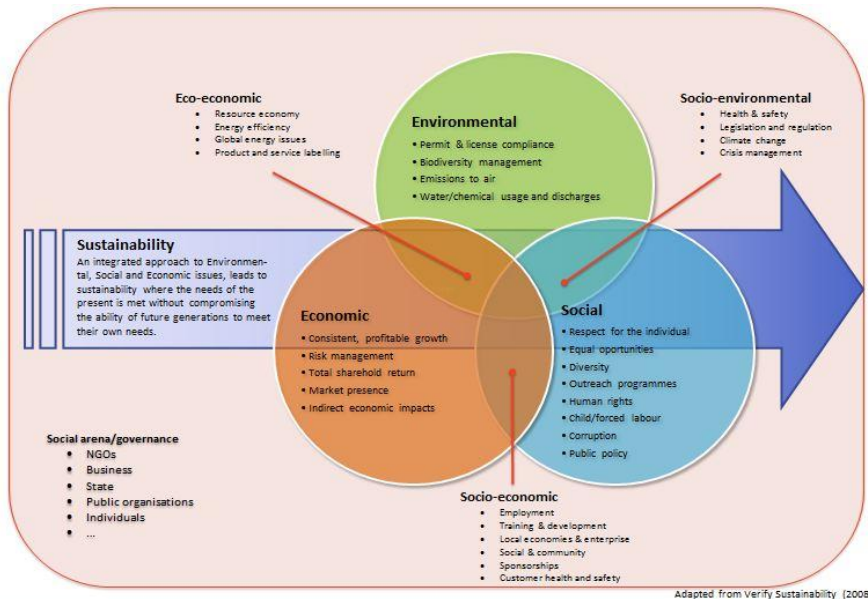 Eco-economic
• Resource economy
• Energy efficiency
• Global energy issues
• Product and service labelling
Environmental
• Permit & license compliance
• Biodiversity management
• Emissions to air
• Water/chemical usage and discharges
Socio-environmental
• Health & safety
• Legislation and regulation
• Climate change
• Crisis management
Sustainability
An integrated approach to Environmen-
tal, Social and Economic issues, leads to
sustainability where the needs of the
present is met without compromising
the ability of future generations to meet
their own needs.
Economic
• Consistent, profitable growth
• Risk management
• Total sharehold return
• Market presence
• Indirect economic impacts
Social
• Respect for the individual
• Equal oportunities
• Diversity
• Outreach programmes
• Human rights
• Child/forced labour
• Corruption
• Public policy
Social arena/governance
• NGOs
• Business
• State
• Public organisations
• Individuals
• ...
Socio-economic
• Employment
• Training & development
• Local economies & enterprise
• Social & community
• Sponsorships
• Customer health and safety
Adapted from Verify Sustainability (2008